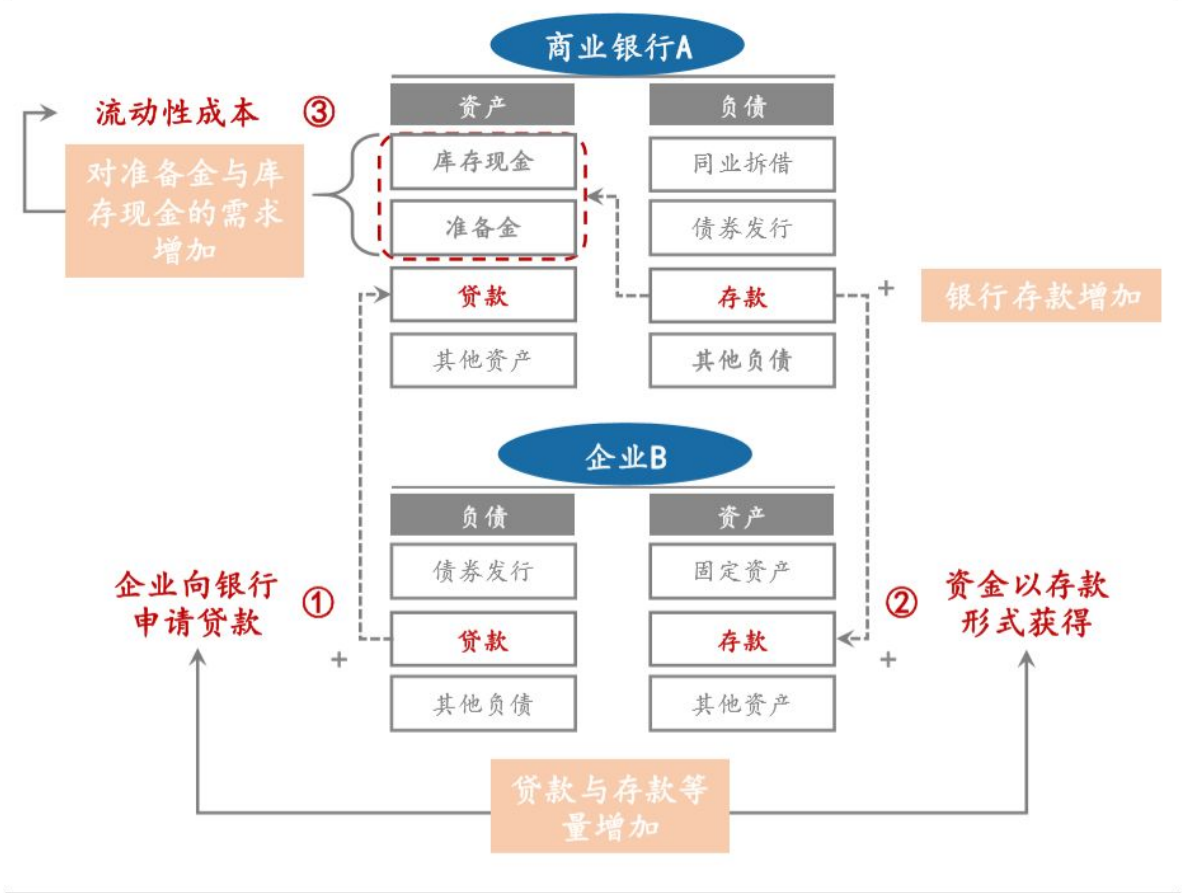 商业银行A
流动性成本 ③
资产
负债
对准备金与库
存现金的需求
增加
库存现金
同业拆借
准备金
债券发行
贷款
存款
+
银行存款增加
其他资产
其他负债
企业B
负债
资产
债券发行
固定资产
企业向银行
申请贷款
①
贷款
存款
②
资金以存款
形式获得
+
+
其他负债
其他资产
贷款与存款等
量增加